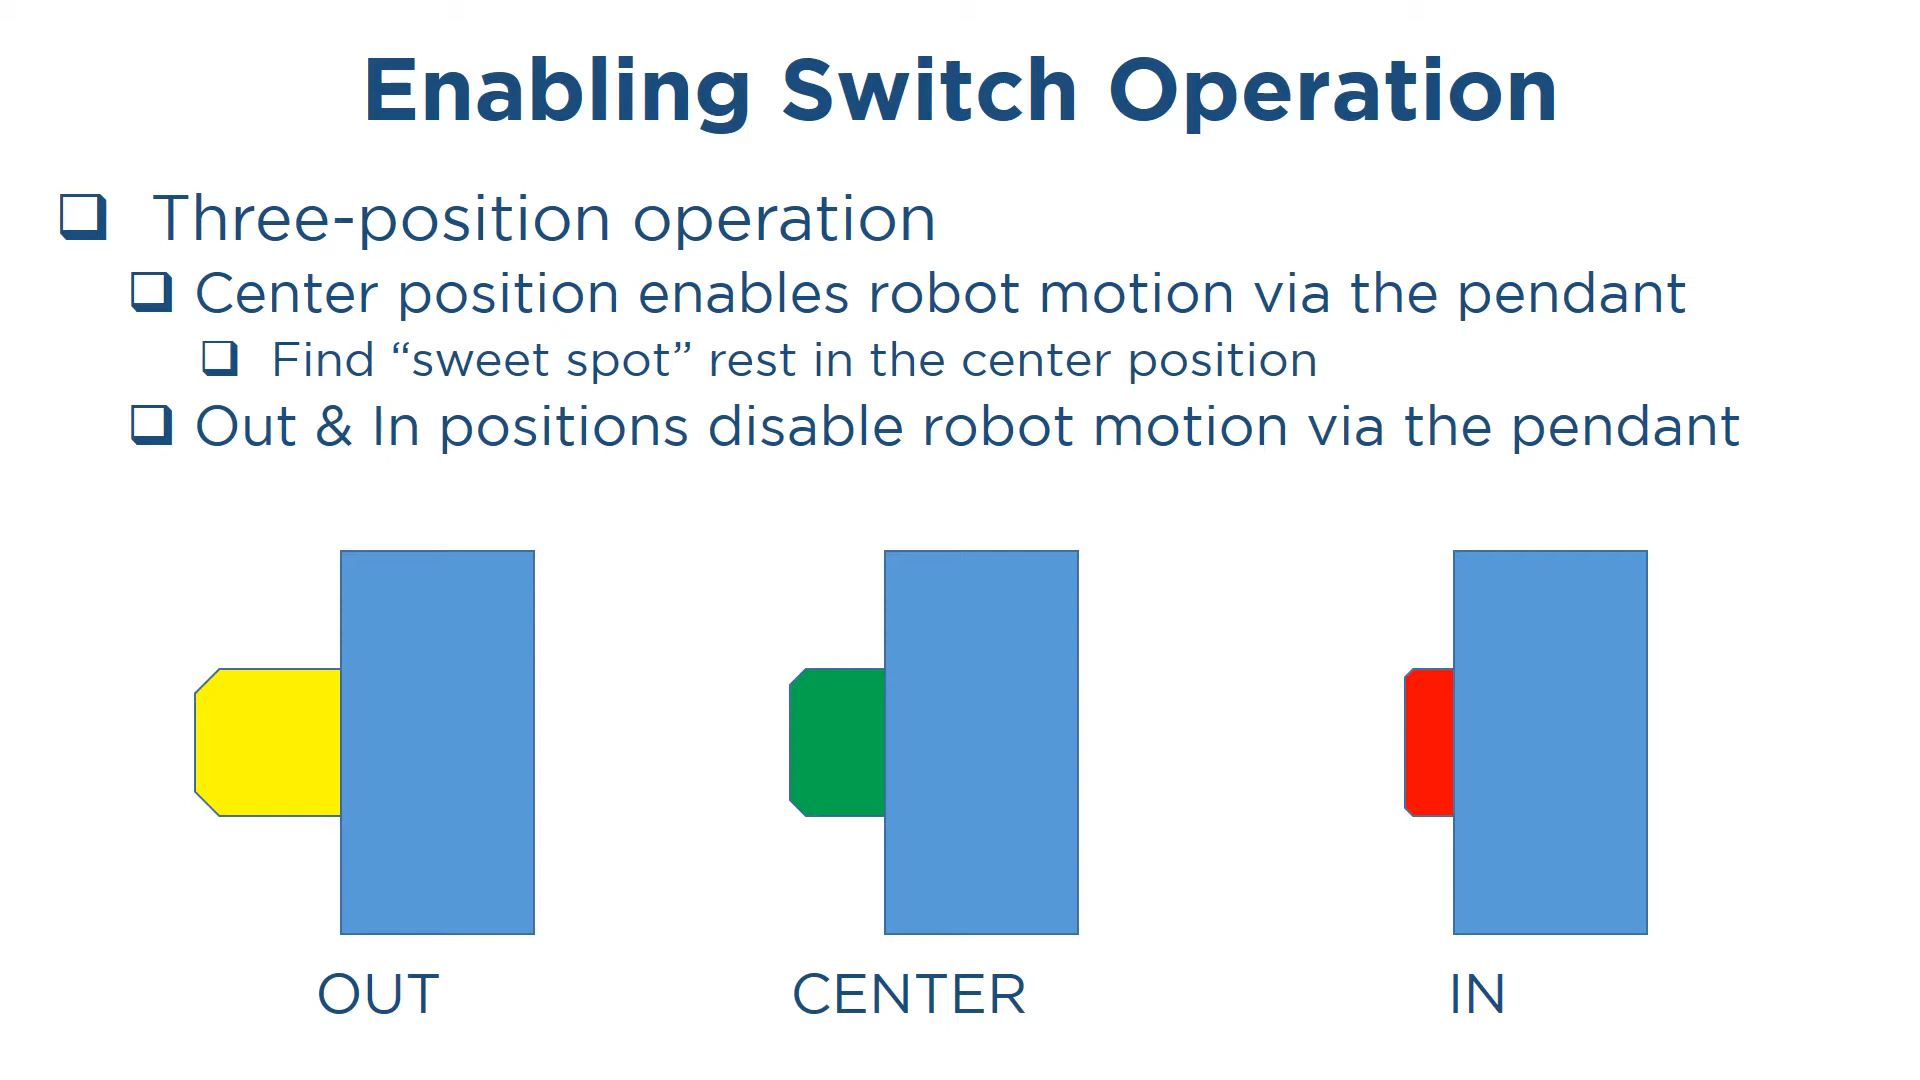 Enabling Switch Operation
Three-position operation
Center position enables robot motion via the pendant
Find “sweet spot” rest in the center position
Out & In positions disable robot motion via the pendant
OUT
CENTER
IN